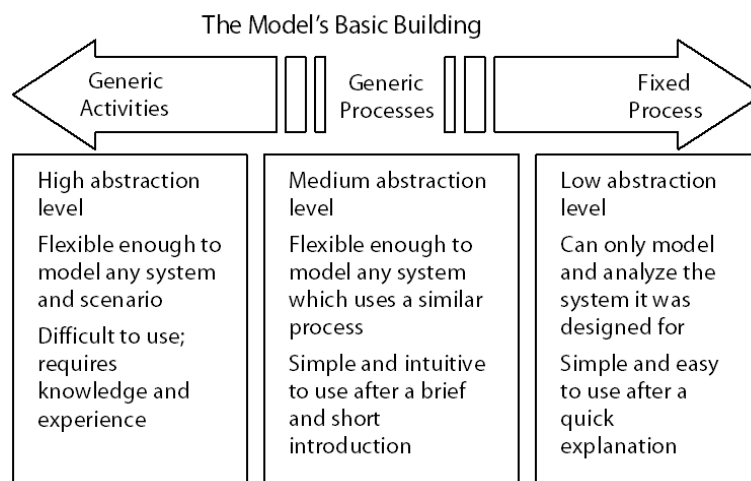 The Model's Basic Building
Generic
Activities
Generic
Processes
Fixed
Process
High abstraction
level
Flexible enough to
model any system
and scenario
Difficult to use;
requires
knowledge and
experience
Medium abstraction
level
Flexible enough to
model any system
which uses a similar
process
Simple and intuitive
to use after a brief
and short
introduction
Low abstraction
level
Can only model
and analyze the
system it was
designed for
Simple and easy
to use after a
quick
explanation